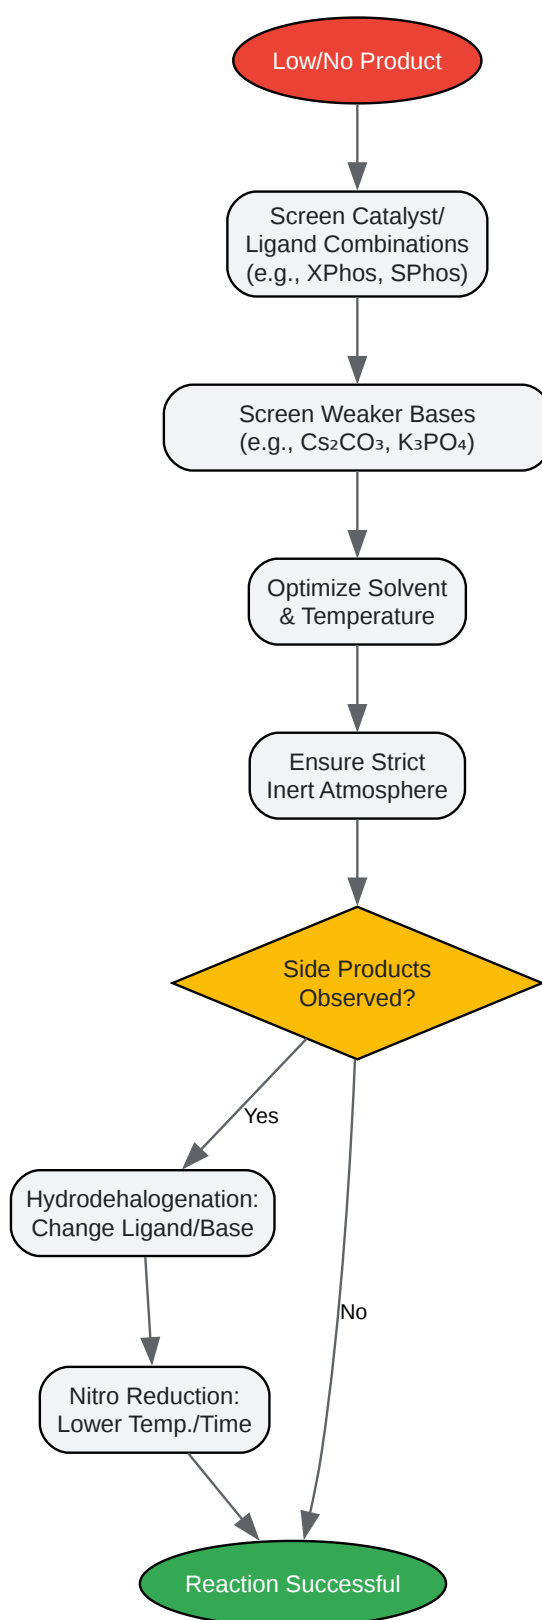 Low/No Product
Screen Catalyst/
Ligand Combinations
(e.g., XPhos, SPhos)
Screen Weaker Bases
(e.g., Cs₂CO₃, K₃PO₄)
Optimize Solvent
& Temperature
Ensure Strict
Inert Atmosphere
Side Products
Observed?
Yes
Hydrodehalogenation:
Change Ligand/Base
No
Nitro Reduction:
Lower Temp./Time
Reaction Successful